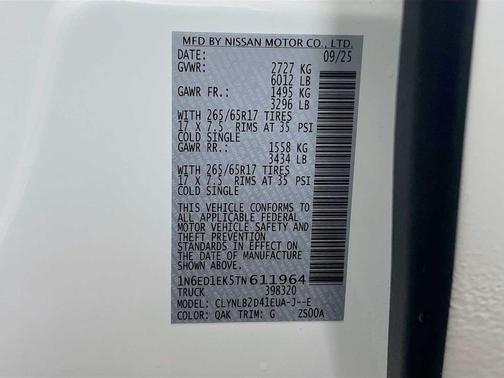 MFD BY NISSAN MOTOR CO., LTD.
DATE: 09/25
GVWR: 2727 KG
6012 LB
GAWR FR.: 1495 KG
3296 LB
WITH 265/65R17 TIRES
17 X 7.5 RIMS AT 35 PSI
COLD SINGLE
GAWR RR.: 1558 KG
3434 LB
WITH 265/65R17 TIRES
17 X 7.5 RIMS AT 35 PSI
COLD SINGLE
THIS VEHICLE CONFORMS TO
ALL APPLICABLE FEDERAL
MOTOR VEHICLE SAFETY AND
AND THEFT PREVENTION
STANDARDS IN EFFECT ON
THE DATE OF MANUFACTURE
SHOWN ABOVE.
1N6ED1EK5TN611964
TRUCK 398320
MODEL: CLYNLB2D41EUA-J--E
COLOR: QAK TRIM: G ZS00A